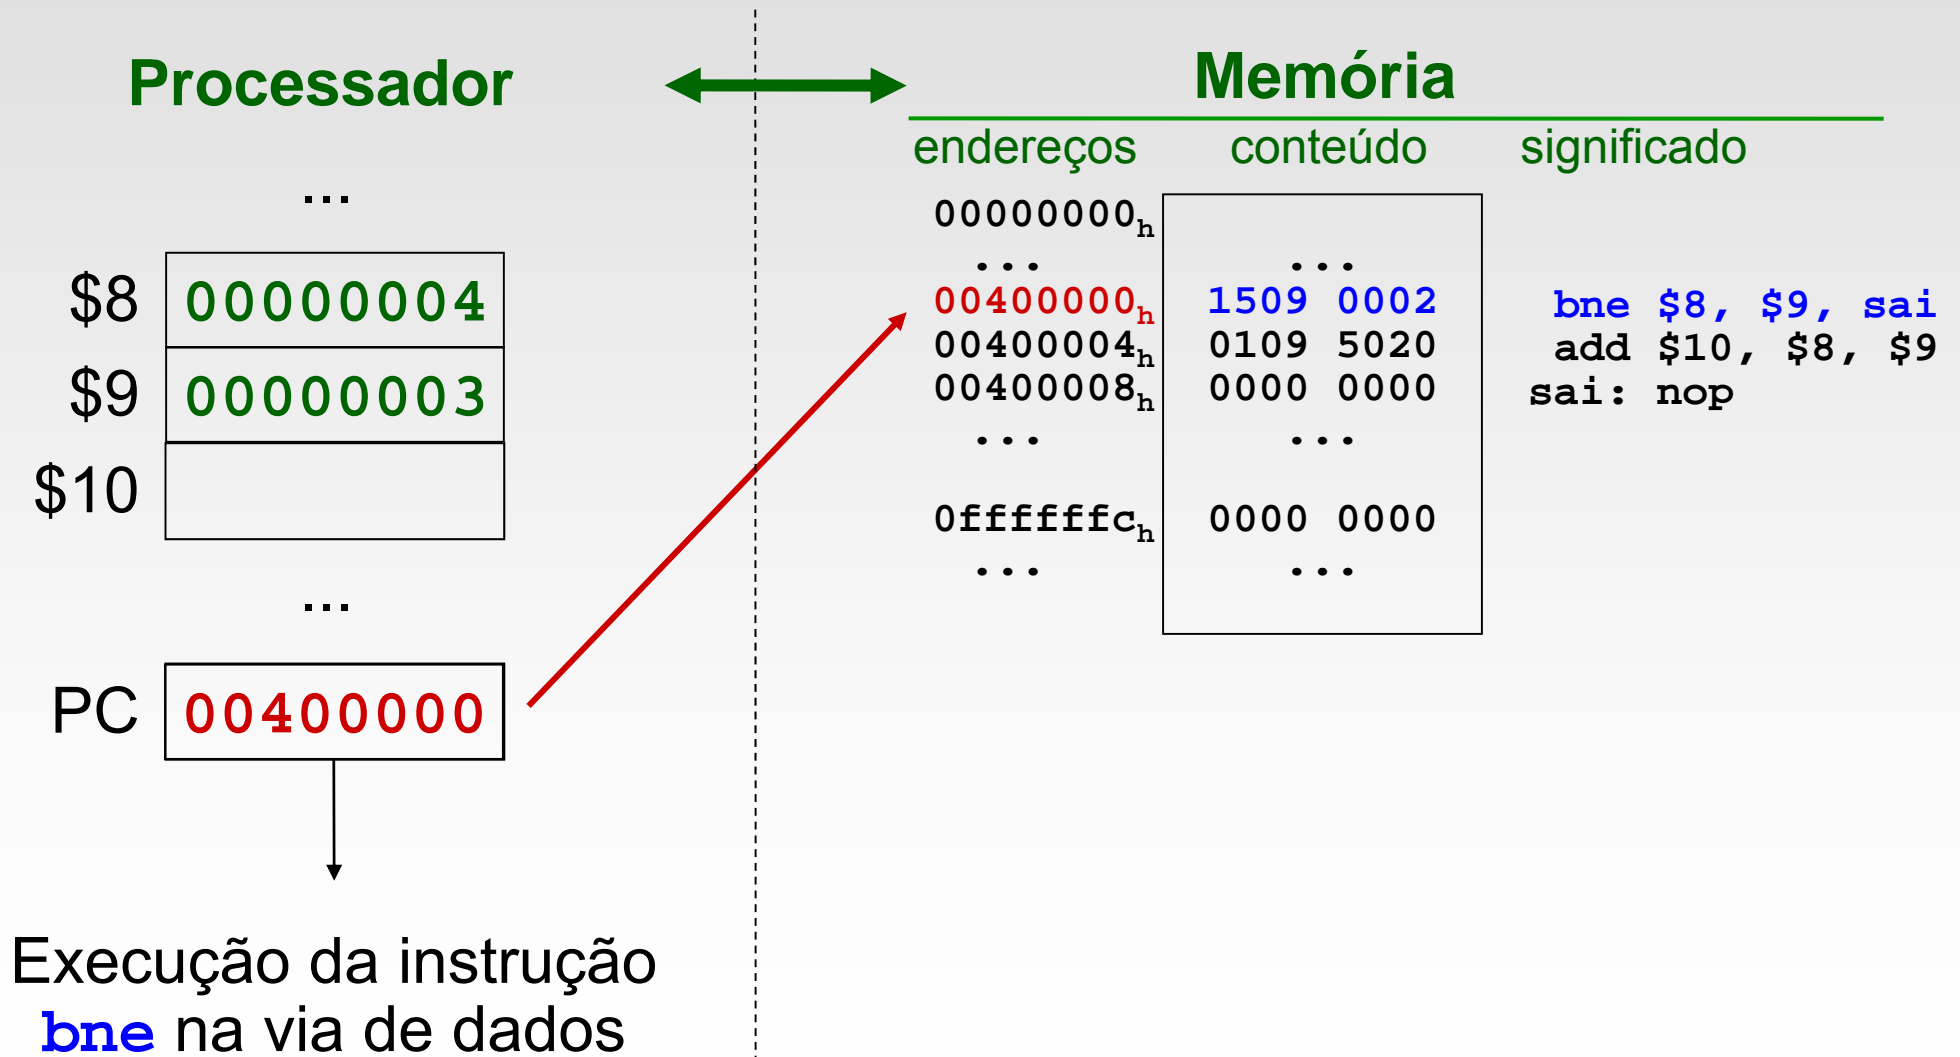 Processador
Memória
endereços conteúdo significado
...
00000000h
... ...
$8 00000004
00400000h 1509 0002 bne $8, $9, sai
00400004h 0109 5020 add $10, $8, $9
$9 00000003
00400008h 0000 0000 sai: nop
... ...
$10
0ffffffch 0000 0000
... ...
...
PC 00400000
Execução da instrução
bne na via de dados